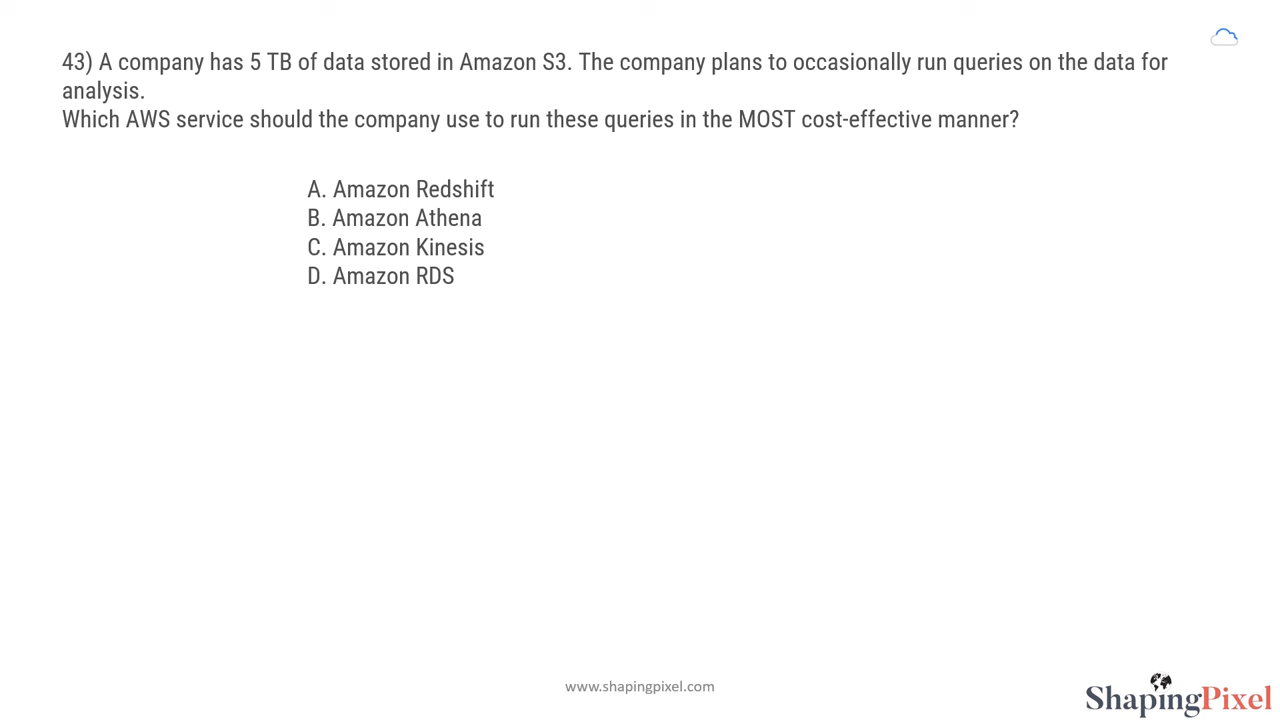 43) A company has 5 TB of data stored in Amazon S3. The company plans to occasionally run queries on the data for
analysis.
Which AWS service should the company use to run these queries in the MOST cost-effective manner?
A. Amazon Redshift
B. Amazon Athena
C. Amazon Kinesis
D. Amazon RDS
www.shapingpixel.com
ShapingPixel